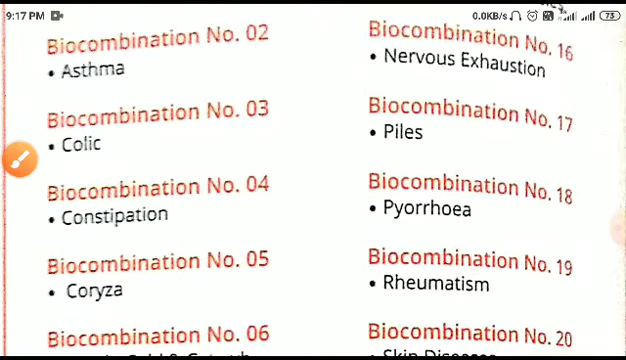 9:17 PM
0.0KB/s
73
Biocombination No. 02
• Asthma
Biocombination No. 03
• Colic
Biocombination No. 04
• Constipation
Biocombination No. 05
• Coryza
Biocombination No. 06
Biocombination No. 16
• Nervous Exhaustion
Biocombination No. 17
• Piles
Biocombination No. 18
• Pyorrhoea
Biocombination No. 19
• Rheumatism
Biocombination No. 20
• Skin Diseases